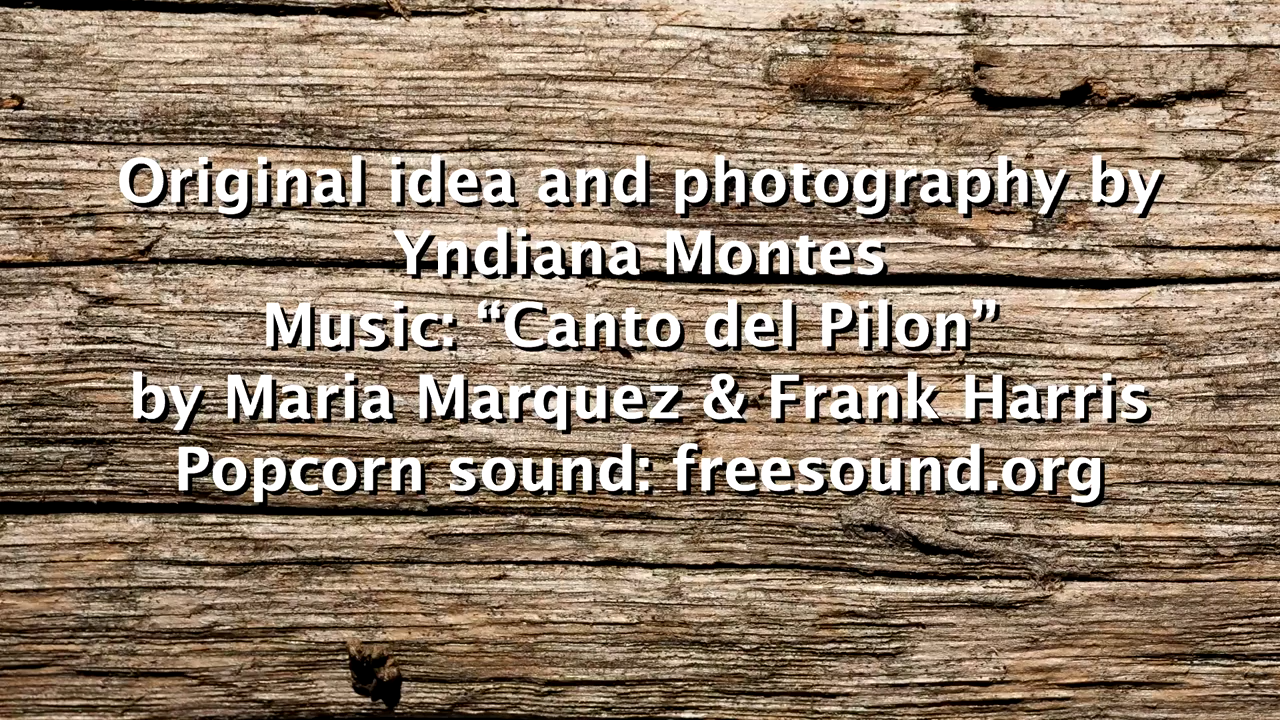 Original idea and photography by
Yndiana Montes
Music: “Canto del Pilon”
by Maria Marquez & Frank Harris
Popcorn sound: freesound.org